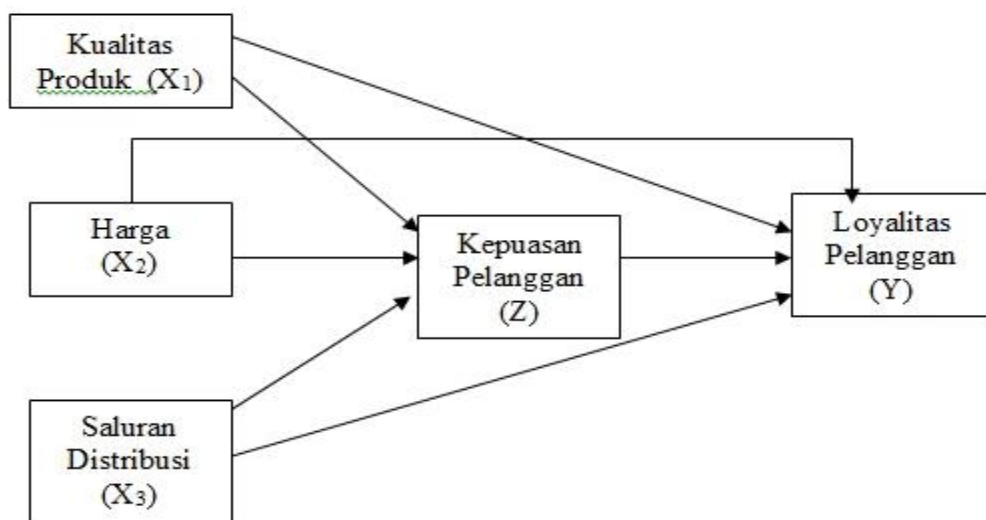 Kualitas
Produk (X1)
Harga
(X2)
Kepuasan
Pelanggan
(Z)
Loyalitas
Pelanggan
(Y)
Saluran
Distribusi
(X3)